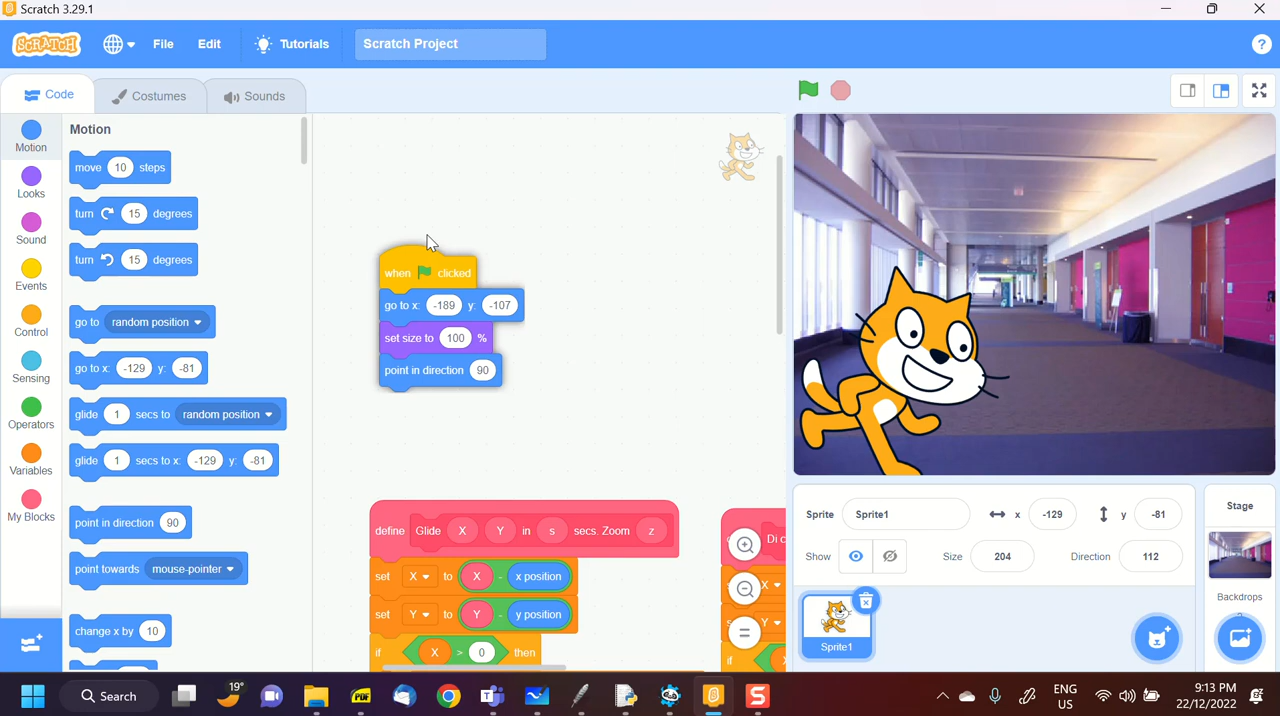 Scratch 3.29.1
SCRATCH File Edit Tutorials Scratch Project ?
Code Costumes Sounds
Motion
Looks
Sound
Events
Control
Sensing
Operators
Variables
My Blocks
Motion
move 10 steps
turn 15 degrees
turn 15 degrees
go to random position
go to x: -129 y: -81
glide 1 secs to random position
glide 1 secs to x: -129 y: -81
point in direction 90
point towards mouse-pointer
change x by 10
when clicked
go to x: -189 y: -107
set size to 100 %
point in direction 90
define Glide X Y in s secs. Zoom z
set X to X - x position
set Y to Y - y position
if X > 0 then
Sprite Sprite1 x -129 y -81
Show Size 204 Direction 112
Sprite1
Stage
Backdrops
Search 19° ENG US 9:13 PM 22/12/2022